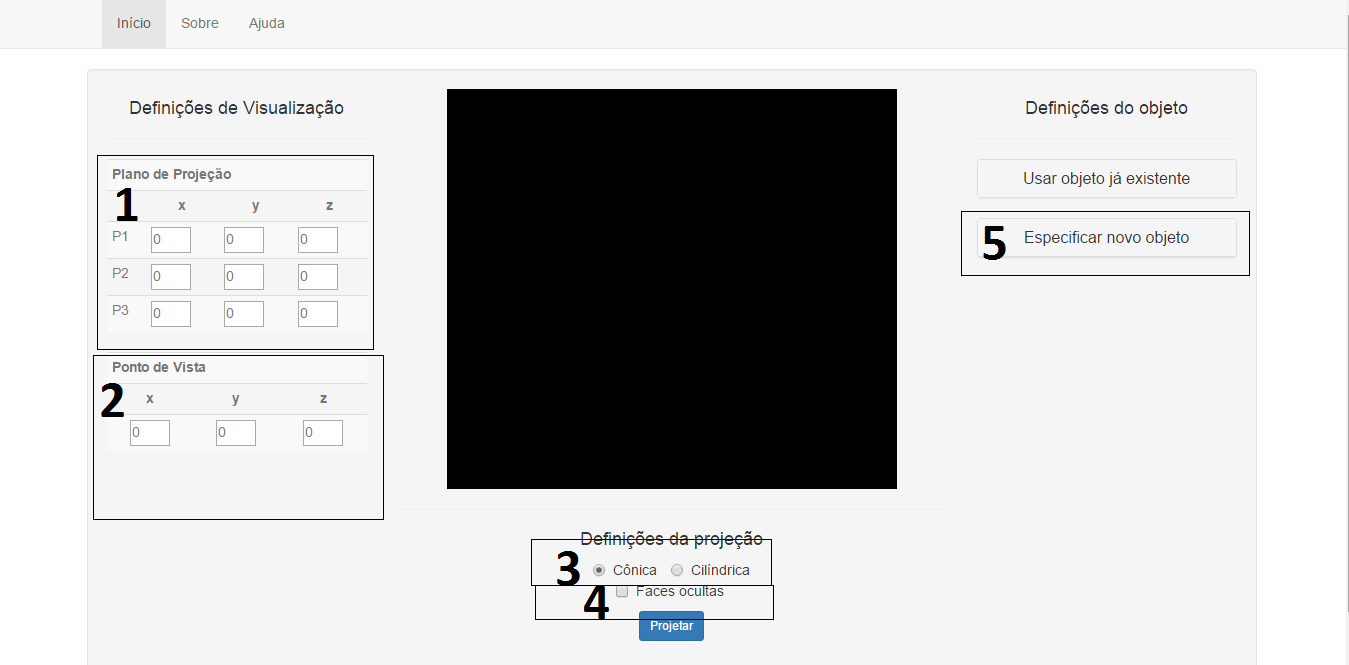 Início Sobre Ajuda
Definições de Visualização
Plano de Projeção
1 x y z
P1 0 0 0
P2 0 0 0
P3 0 0 0
Ponto de Vista
2 x y z
0 0 0
Definições da projeção
3 Cônica Cilíndrica
4 Faces ocultas
Projetar
Definições do objeto
Usar objeto já existente
5 Especificar novo objeto